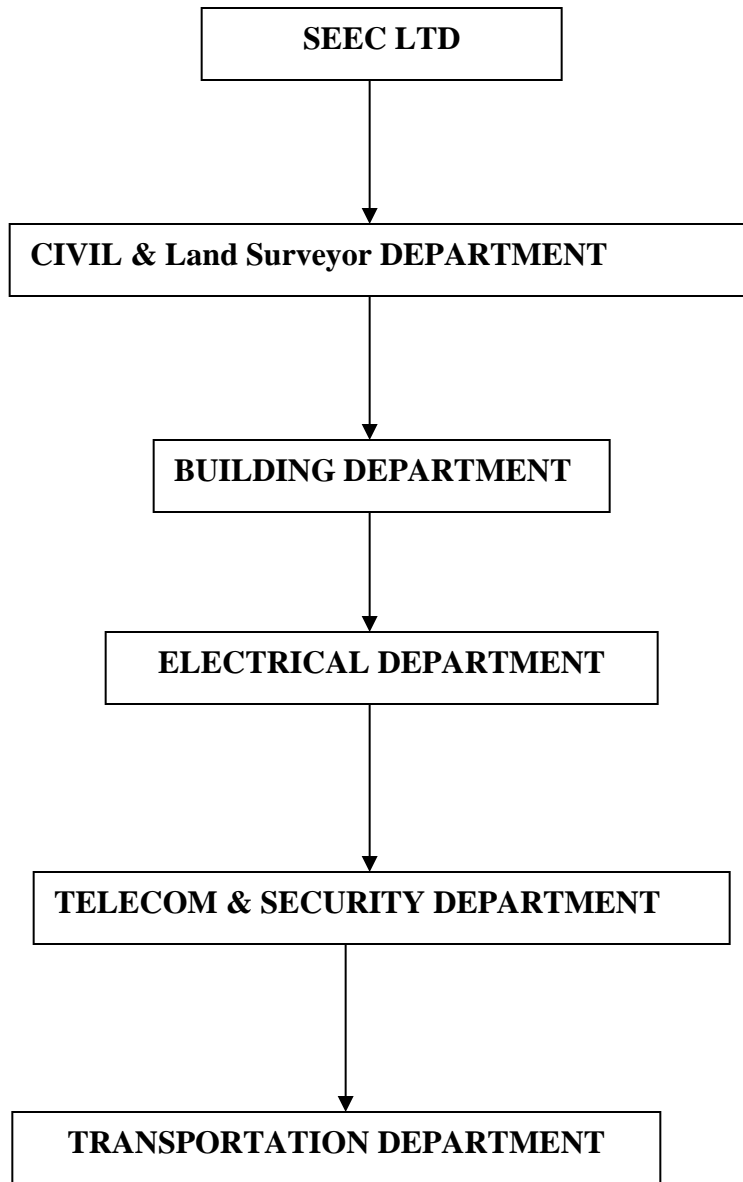 SEEC LTD
CIVIL & Land Surveyor DEPARTMENT
BUILDING DEPARTMENT
ELECTRICAL DEPARTMENT
TELECOM & SECURITY DEPARTMENT
TRANSPORTATION DEPARTMENT